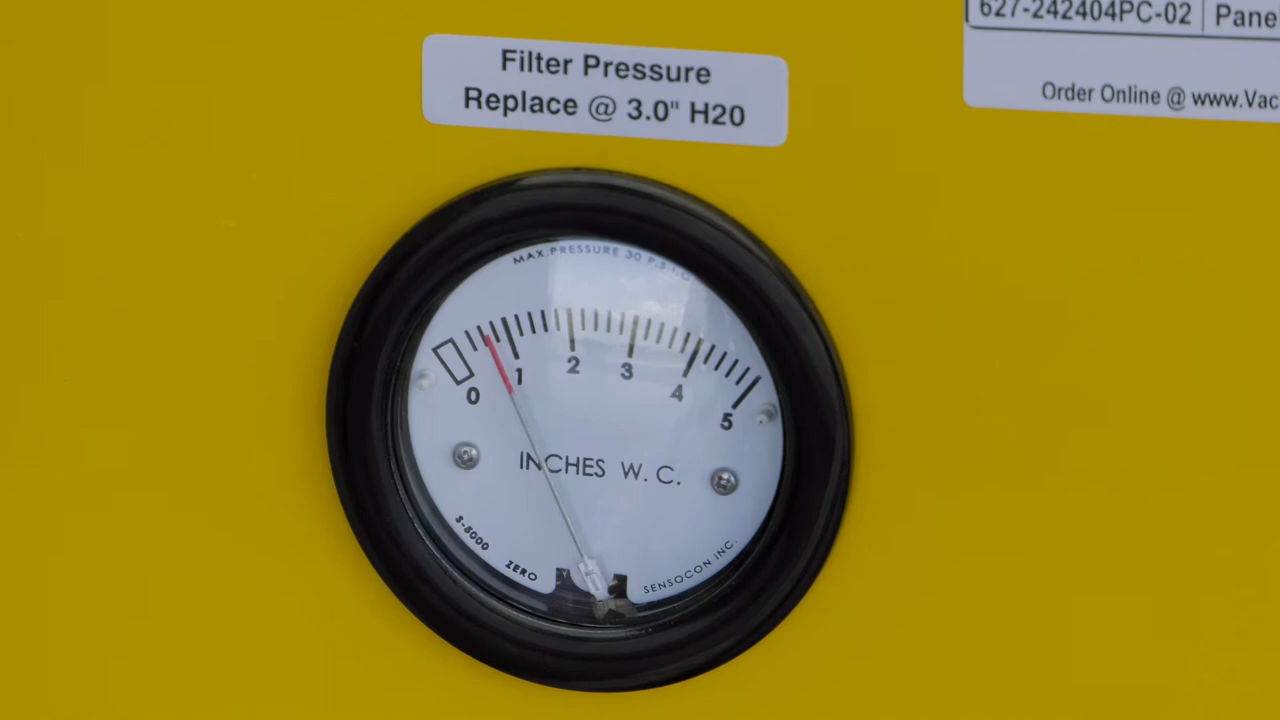 627-242404PC-02 Pane
Order Online @ www.Vac
Filter Pressure
Replace @ 3.0" H20
MAX.PRESSURE 30 P.S.I.G
0 1 2 3 4 5
INCHES W. C.
S-5000
ZERO
SENSOCON INC.